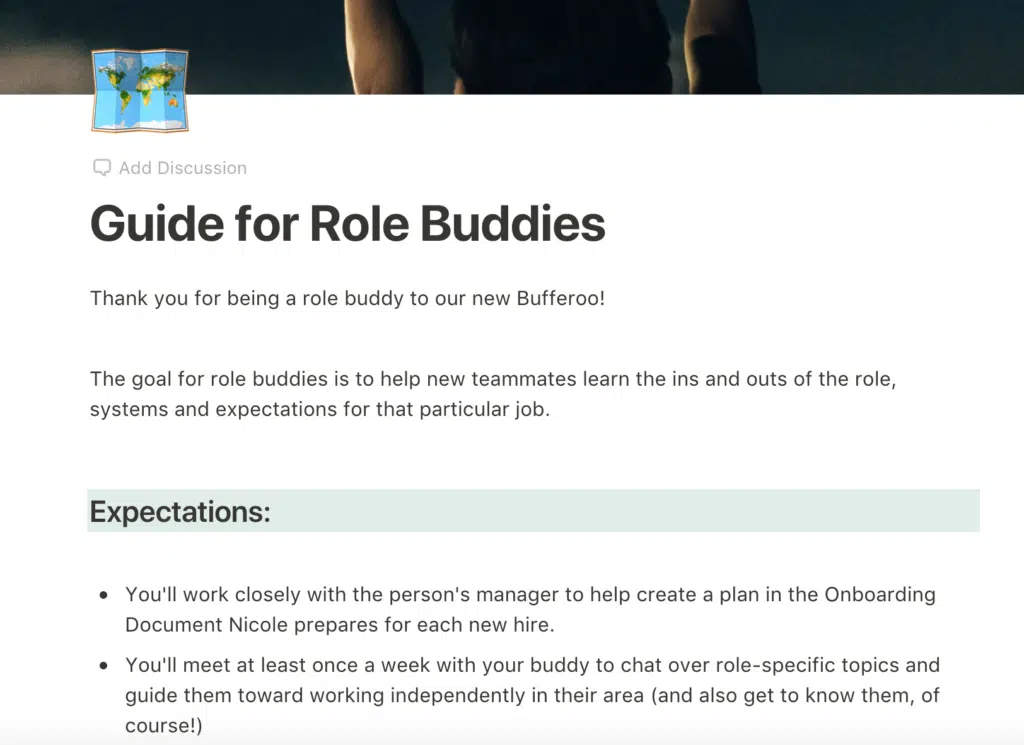 Add Discussion
Guide for Role Buddies
Thank you for being a role buddy to our new Bufferoo!
The goal for role buddies is to help new teammates learn the ins and outs of the role,
systems and expectations for that particular job.
Expectations:
You'll work closely with the person's manager to help create a plan in the Onboarding
Document Nicole prepares for each new hire.
You'll meet at least once a week with your buddy to chat over role-specific topics and
guide them toward working independently in their area (and also get to know them, of
course!)